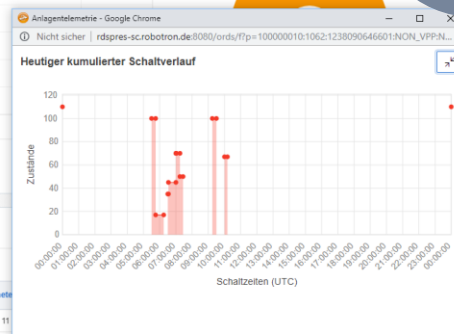 Anlagentelemetrie - Google Chrome
Nicht sicher | rdspres-sc.robotron.de:8080/ords/f?p=100000010:1062:1238090646601:NON_VPP:N...
Heutiger kumulierter Schaltverlauf
120
100
80
60
40
20
0
Zustände
00:00:00 01:00:00 02:00:00 03:00:00 04:00:00 05:00:00 06:00:00 07:00:00 08:00:00 09:00:00 10:00:00 11:00:00 12:00:00 13:00:00 14:00:00 15:00:00 16:00:00 17:00:00 18:00:00 19:00:00 20:00:00 21:00:00 22:00:00 23:00:00 00:00:00
Schaltzeiten (UTC)
11